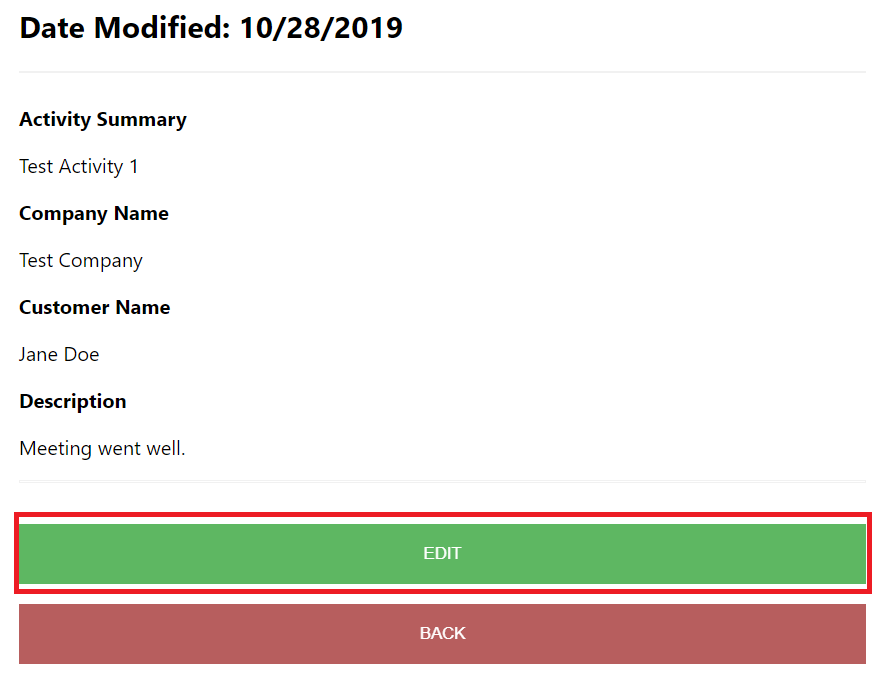 Date Modified: 10/28/2019
Activity Summary
Test Activity 1
Company Name
Test Company
Customer Name
Jane Doe
Description
Meeting went well.
EDIT
BACK